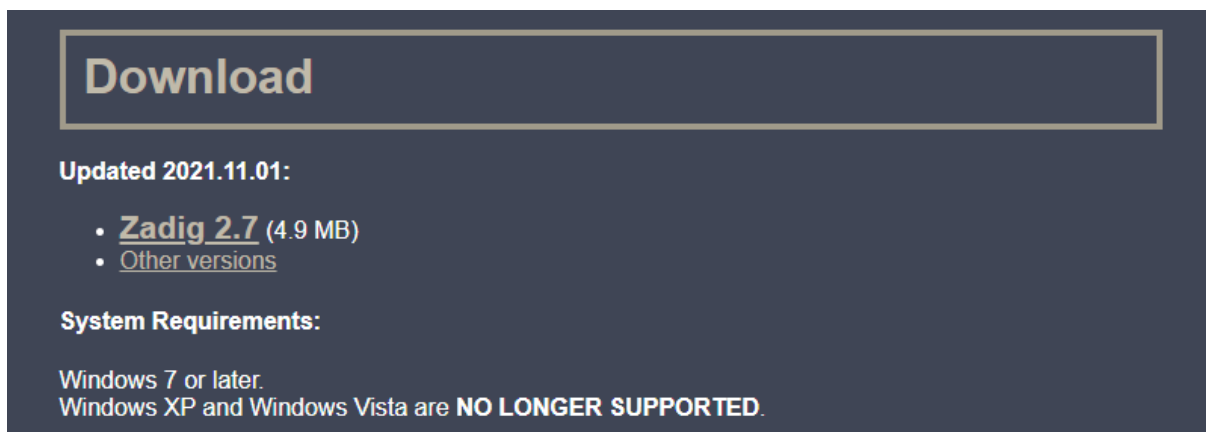 Download
Updated 2021.11.01:
• Zadig 2.7 (4.9 MB)
• Other versions
System Requirements:
Windows 7 or later.
Windows XP and Windows Vista are NO LONGER SUPPORTED.